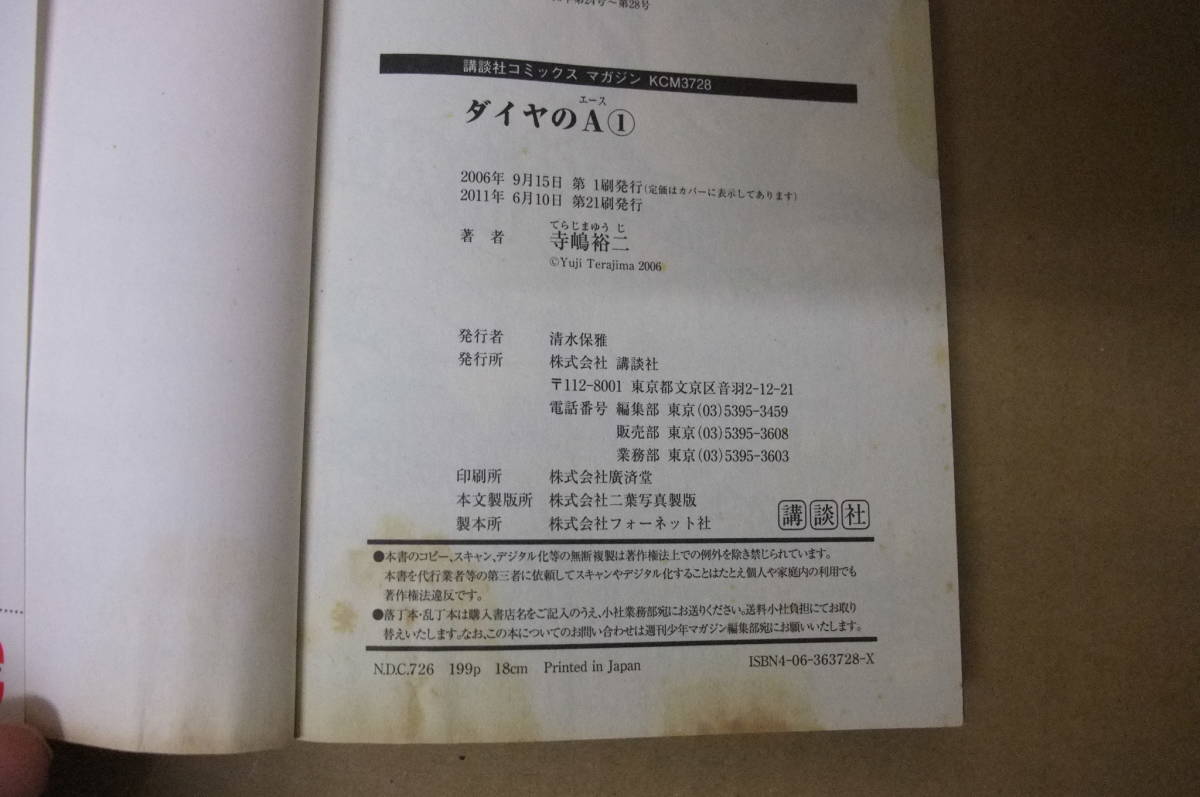 第24号〜第28号
講談社コミックス マガジン KCM3728
エース
ダイヤのA①
2006年 9月15日 第 1刷発行(定価はカバーに表示してあります)
2011年 6月10日 第21刷発行
てらじまゆうじ
著 者 寺嶋裕二
©Yuji Terajima 2006
発行者 清水保雅
発行所 株式会社 講談社
〒112-8001 東京都文京区音羽2-12-21
電話番号 編集部 東京(03)5395-3459
販売部 東京(03)5395-3608
業務部 東京(03)5395-3603
印刷所 株式会社廣済堂
本文製版所 株式会社二葉写真製版
製本所 株式会社フォーネット社
講談社
●本書のコピー、スキャン、デジタル化等の無断複製は著作権法上での例外を除き禁じられています。
本書を代行業者等の第三者に依頼してスキャンやデジタル化することはたとえ個人や家庭内の利用でも
著作権法違反です。
●落丁本・乱丁本は購入書店名をご記入のうえ、小社業務部宛にお送りください。送料小社負担にてお取り
替えいたします。なお、この本についてのお問い合わせは週刊少年マガジン編集部宛にお願いいたします。
N.D.C.726 199p 18cm Printed in Japan ISBN4-06-363728-X